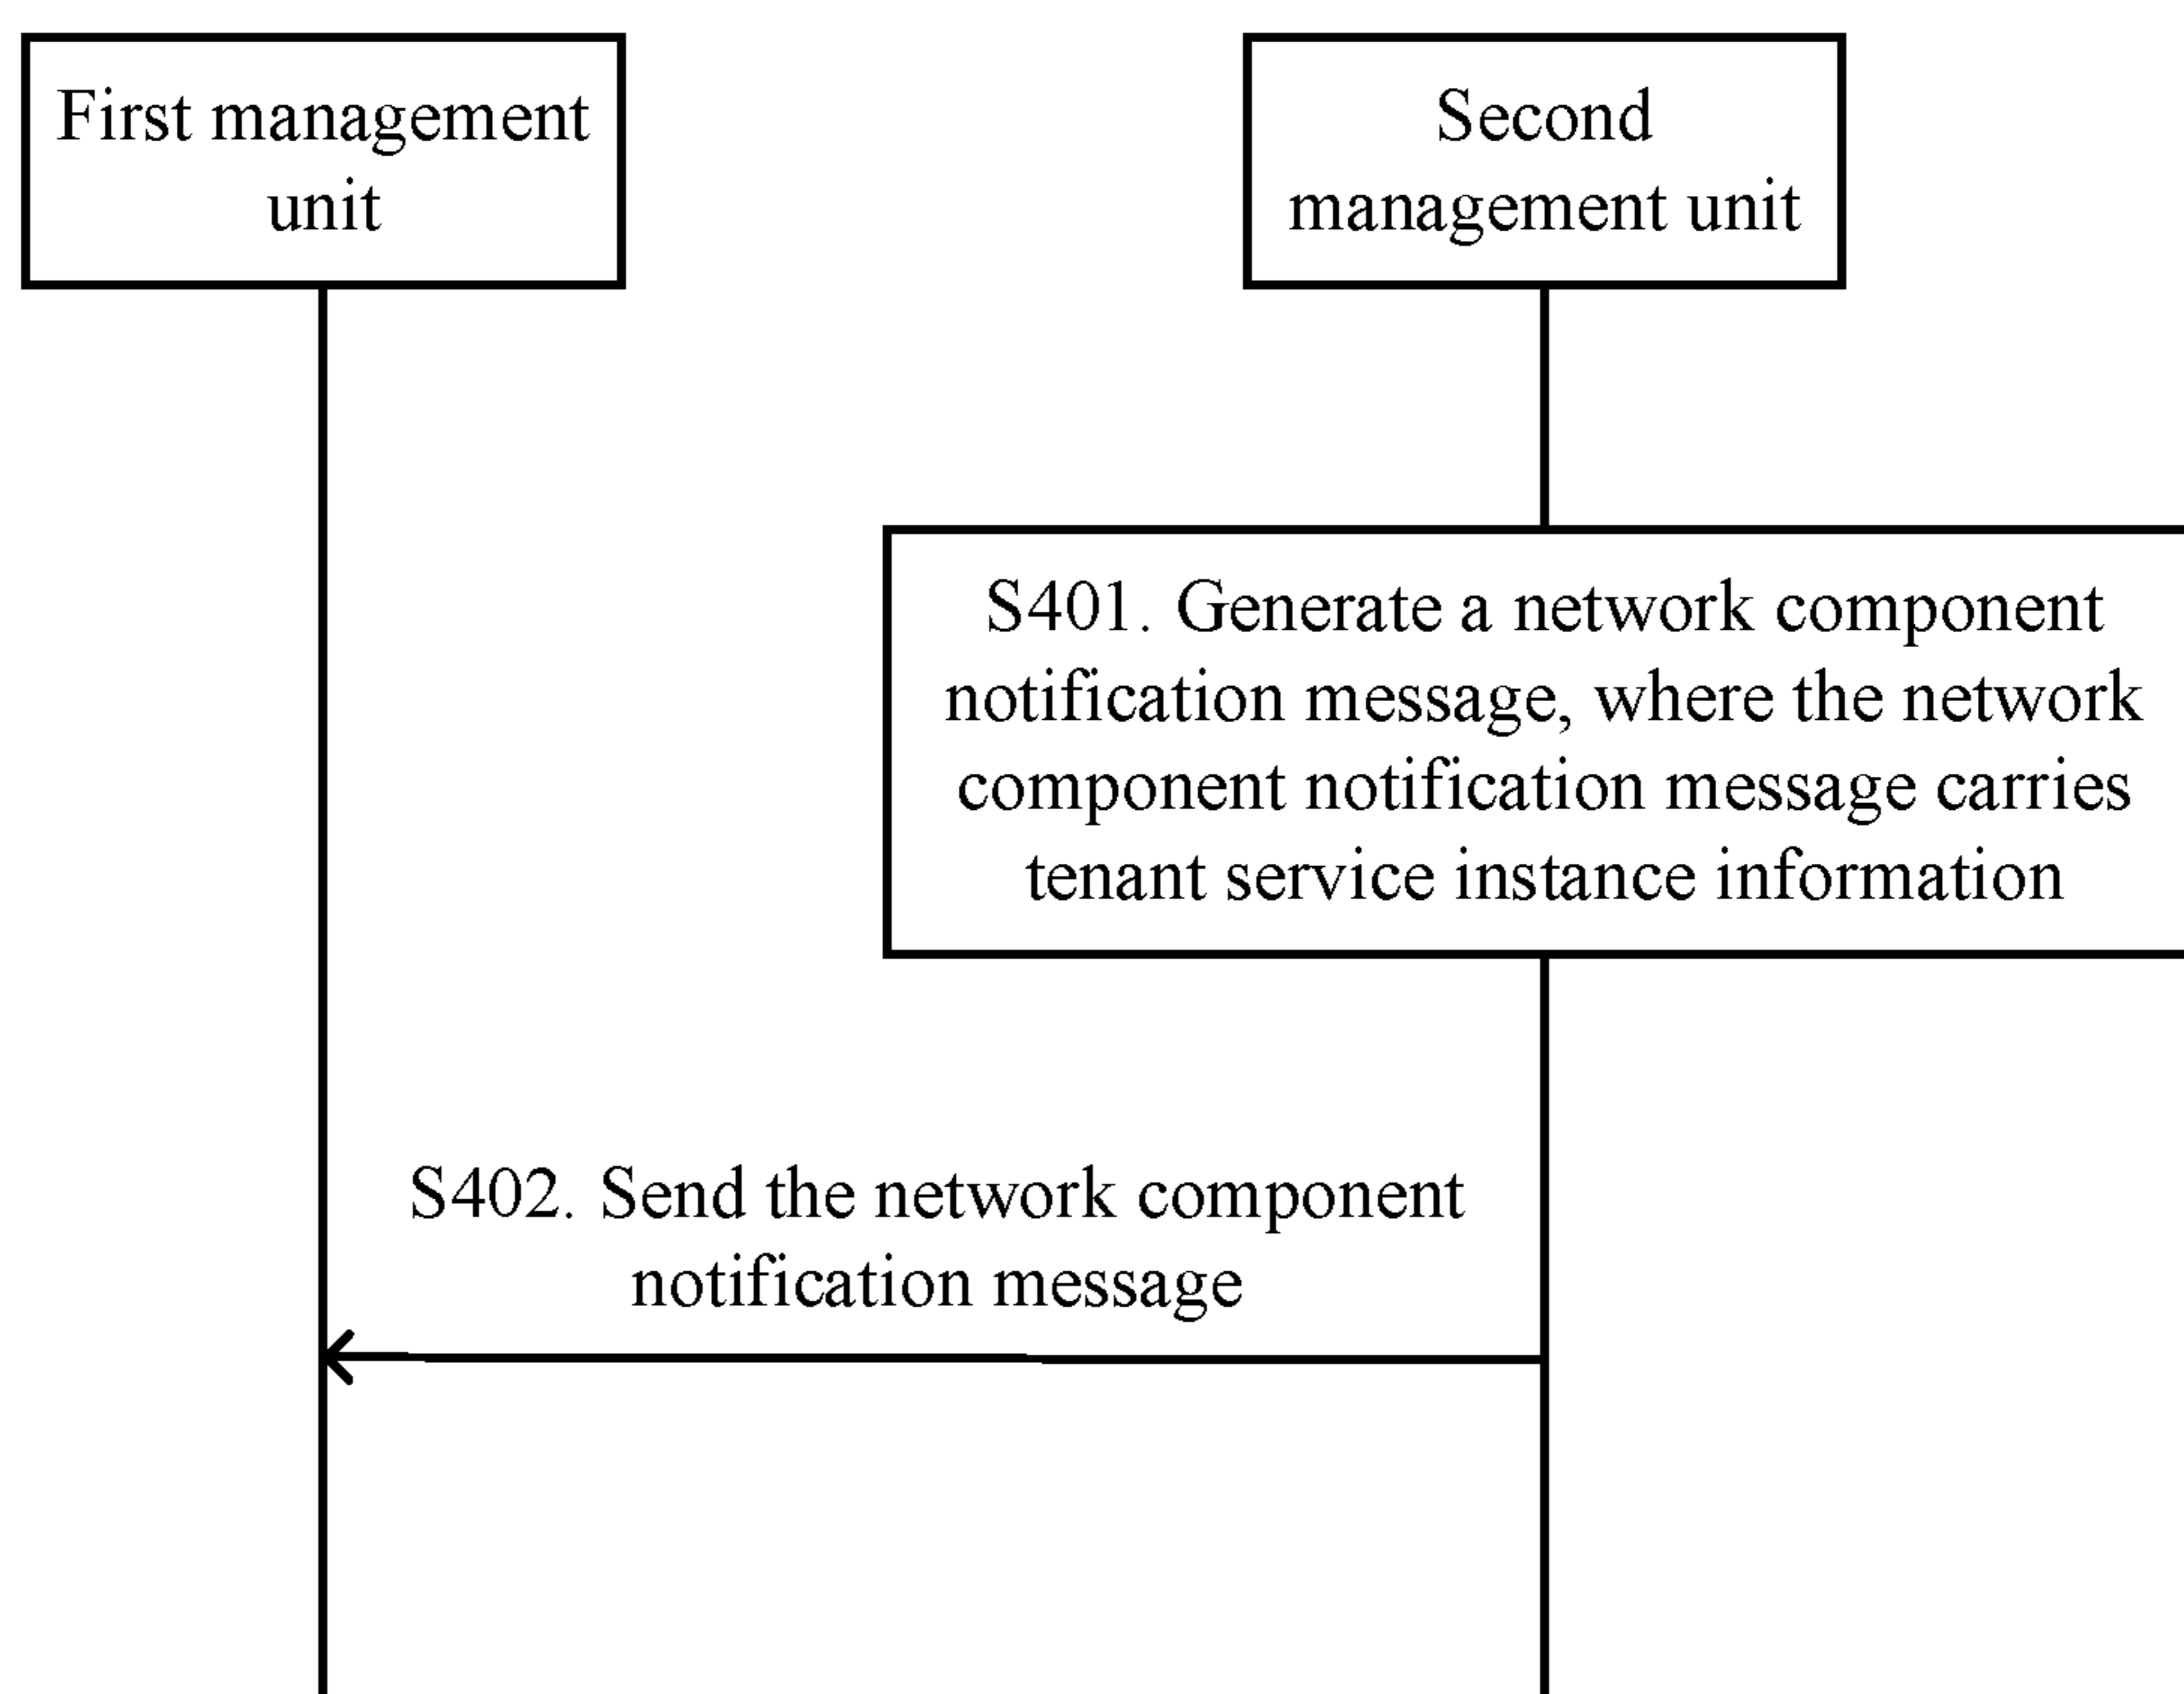 First management
unit
Second
management unit
S401. Generate a network component
notification message, where the network
component notification message carries
tenant service instance information
S402. Send the network component
notification message